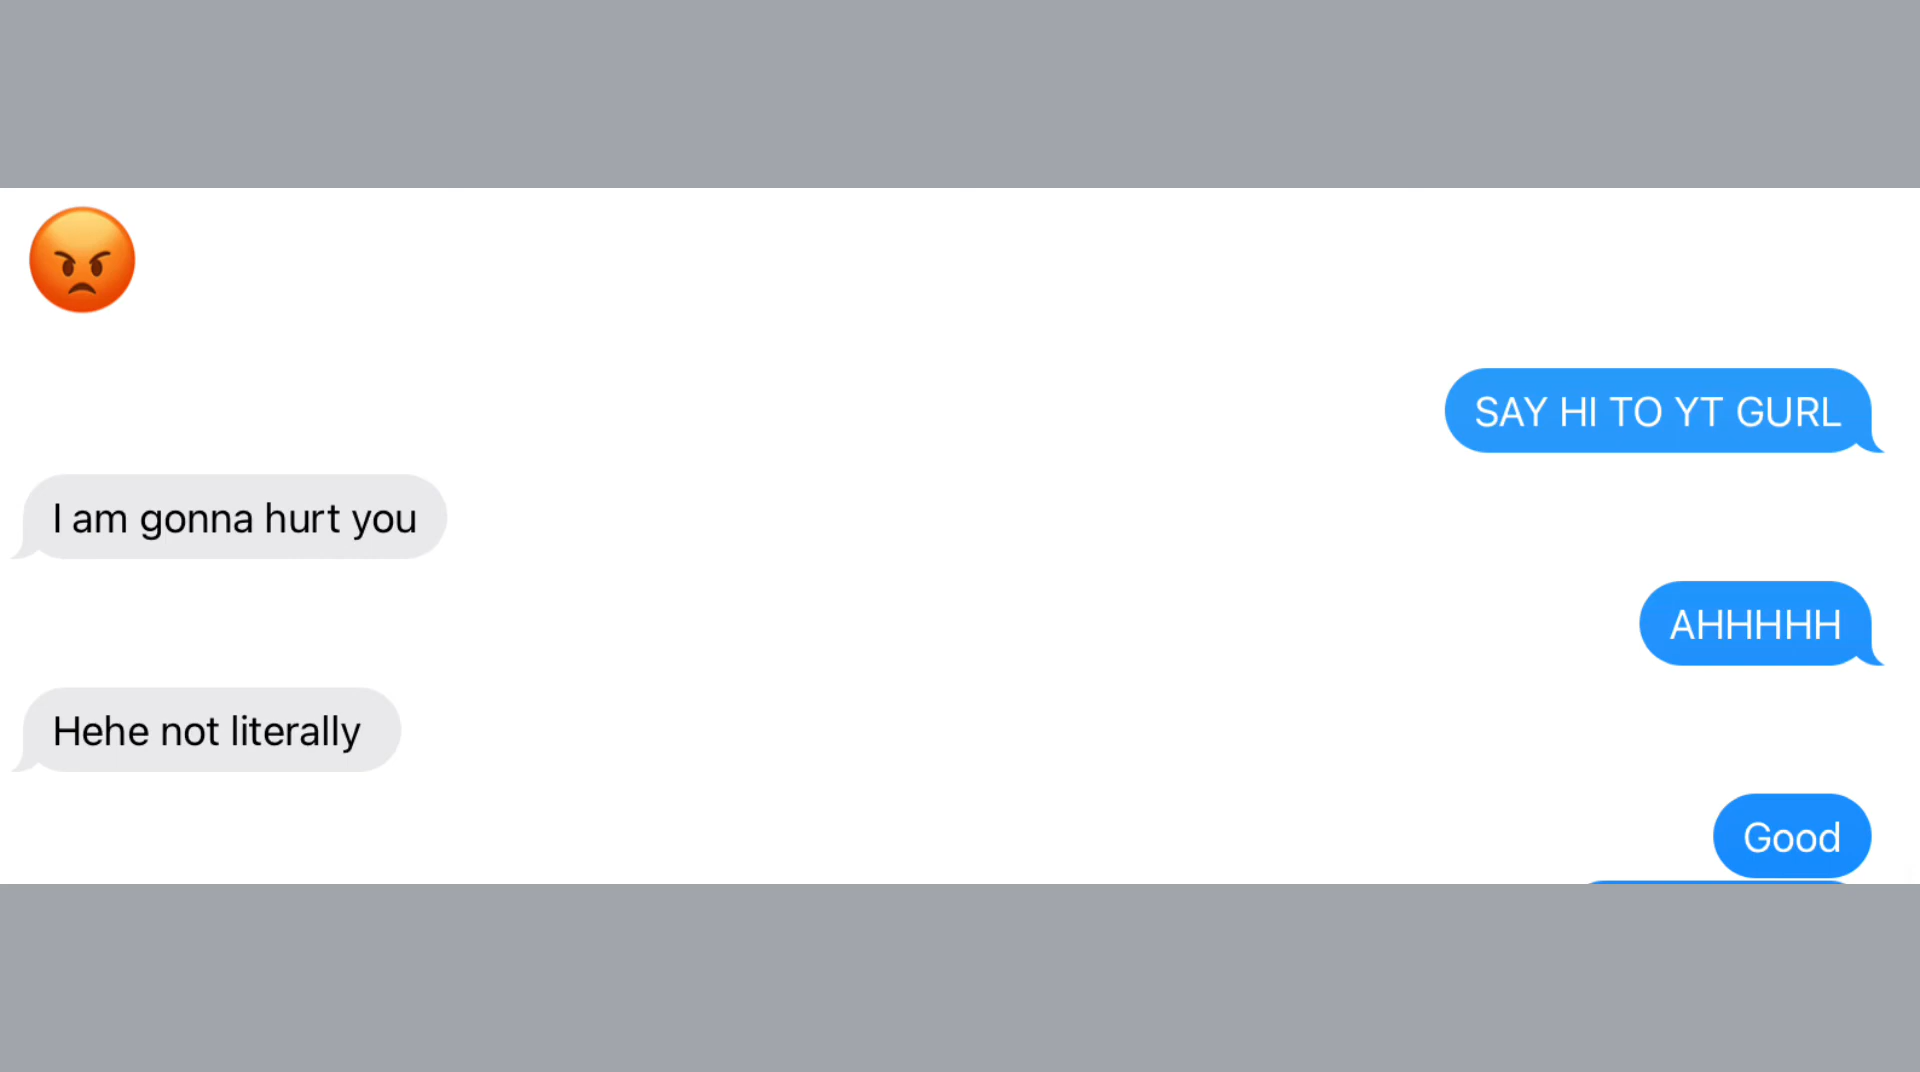 😡
SAY HI TO YT GURL
I am gonna hurt you
AHHHHH
Hehe not literally
Good